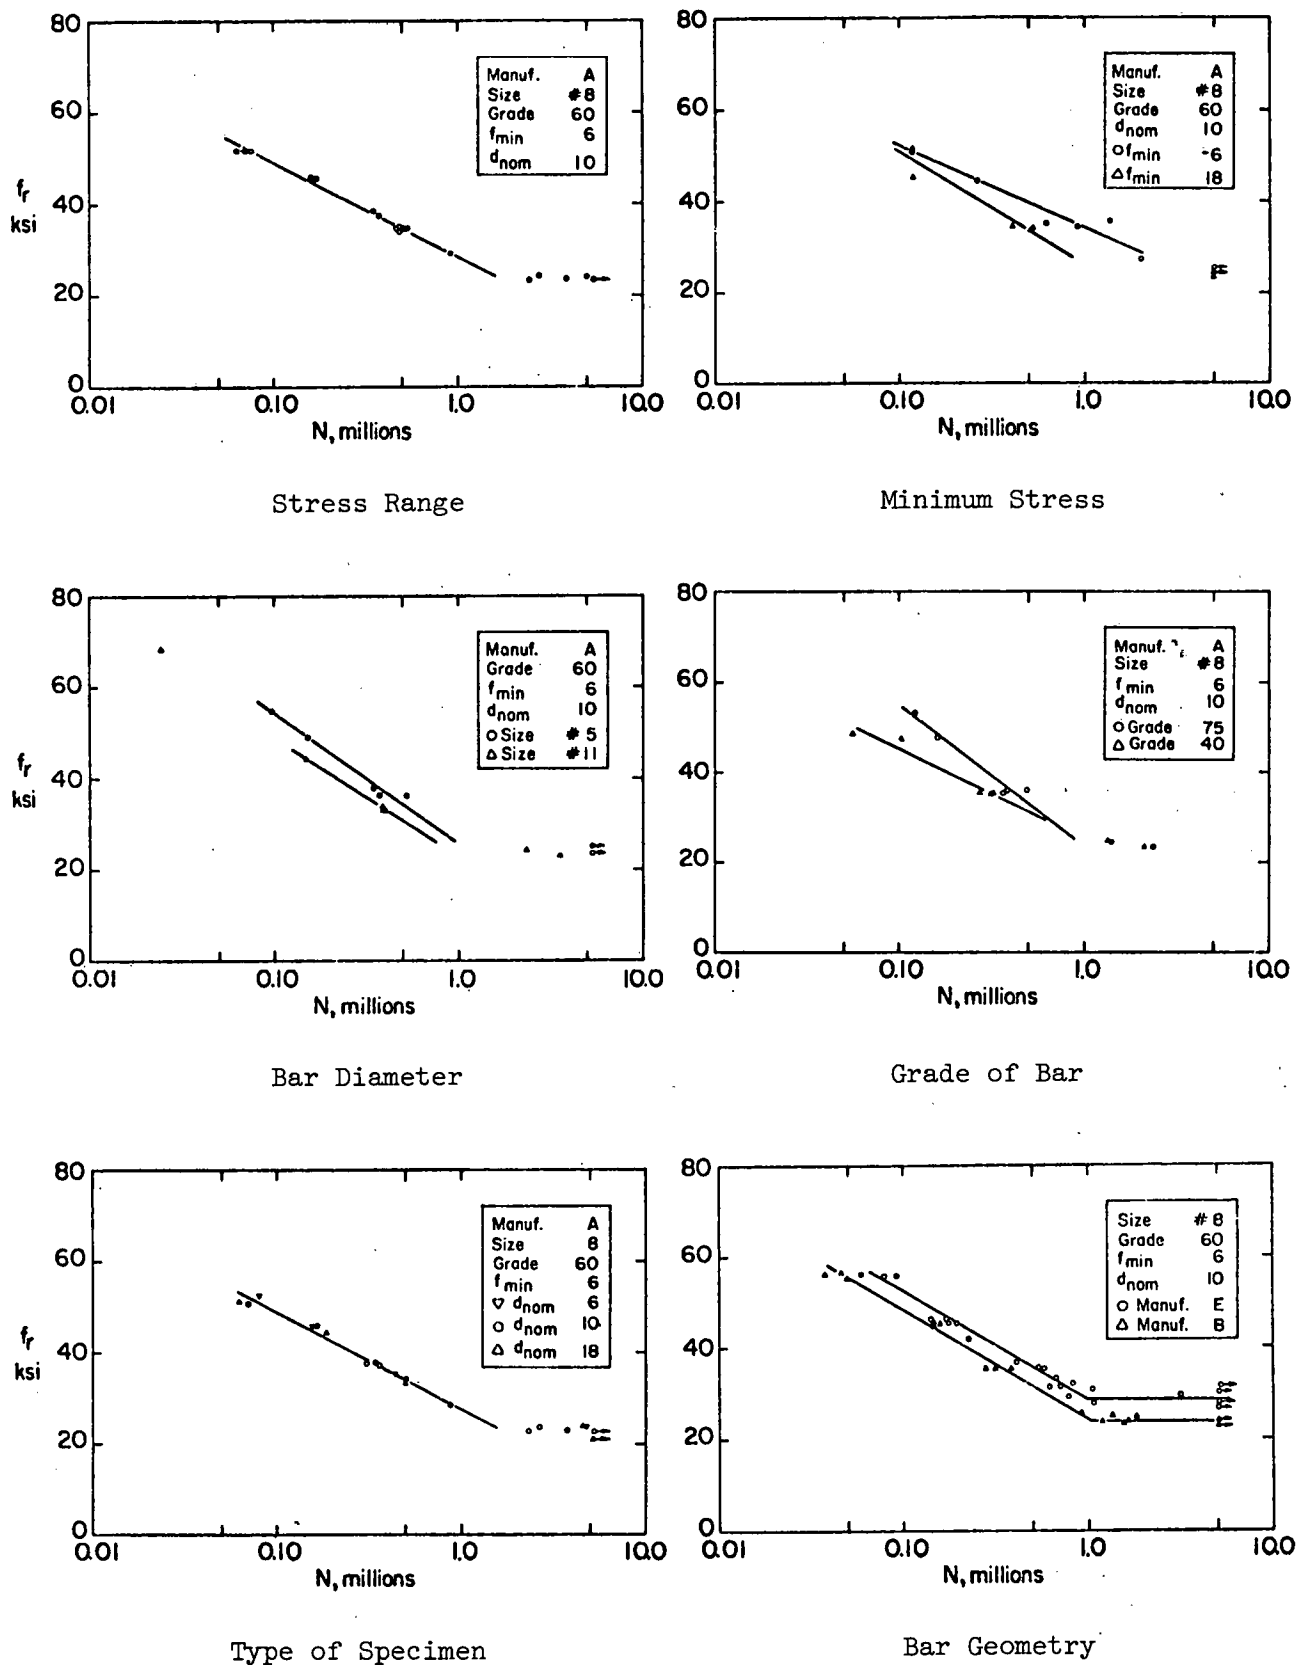 80
60
40
20
0
f_r
ksi
0.01 0.10 1.0 10.0
N, millions
Manuf. A
Size #8
Grade 60
f_min 6
d_nom 10
Stress Range
80
60
40
20
0
0.01 0.10 1.0 10.0
N, millions
Manuf. A
Size #8
Grade 60
d_nom 10
○ f_min -6
△ f_min 18
Minimum Stress
80
60
40
20
0
f_r
ksi
0.01 0.10 1.0 10.0
N, millions
Manuf. A
Grade 60
f_min 6
d_nom 10
○ Size #5
△ Size #11
Bar Diameter
80
60
40
20
0
0.01 0.10 1.0 10.0
N, millions
Manuf. A
Size #8
f_min 6
d_nom 10
○ Grade 75
△ Grade 40
Grade of Bar
80
60
40
20
0
f_r
ksi
0.01 0.10 1.0 10.0
N, millions
Manuf. A
Size 8
Grade 60
f_min 6
▽ d_nom 6
○ d_nom 10
△ d_nom 18
Type of Specimen
80
60
40
20
0
0.01 0.10 1.0 10.0
N, millions
Size #8
Grade 60
f_min 6
d_nom 10
○ Manuf. E
△ Manuf. B
Bar Geometry